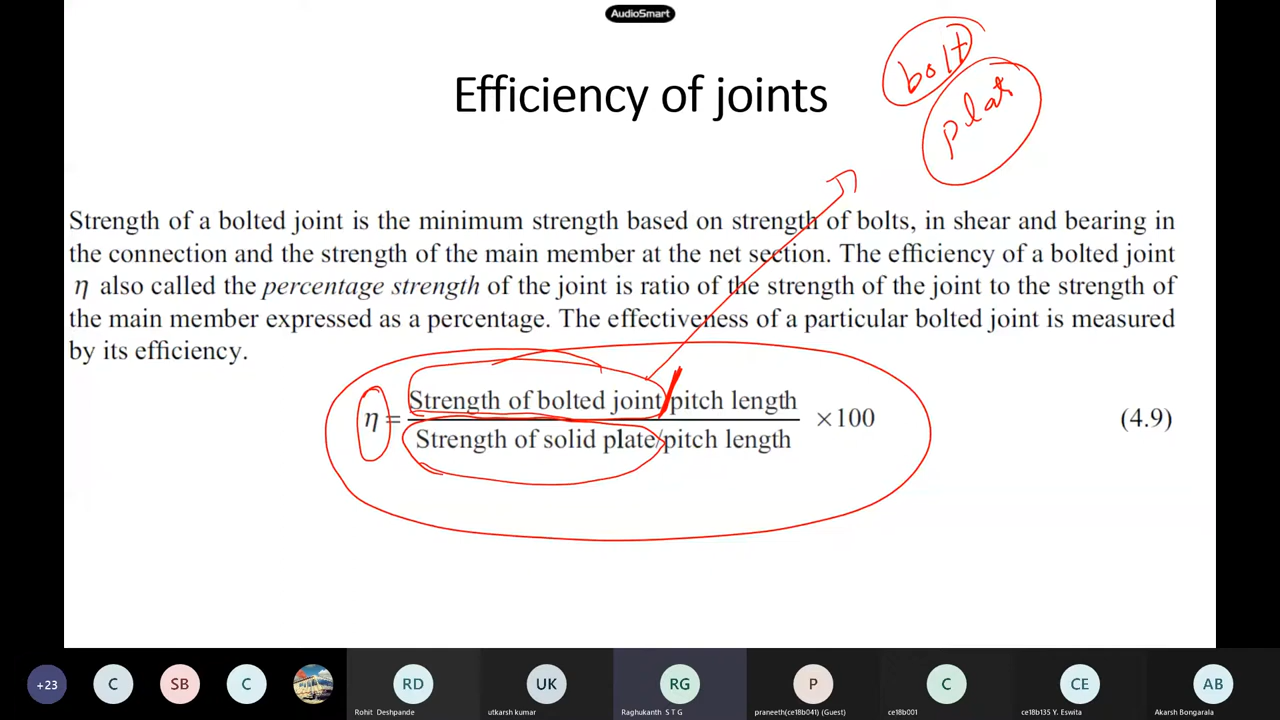 AudioSmart
bolt
Efficiency of joints
plat
Strength of a bolted joint is the minimum strength based on strength of bolts, in shear and bearing in
the connection and the strength of the main member at the net section. The efficiency of a bolted joint
η also called the percentage strength of the joint is ratio of the strength of the joint to the strength of
the main member expressed as a percentage. The effectiveness of a particular bolted joint is measured
by its efficiency.
η = Strength of bolted joint/pitch length / Strength of solid plate/pitch length ×100 (4.9)
+23 C SB C RD UK RG P C CE AB
Rohit Deshpande utkarsh kumar Raghukanth S T G praneeth(ce18b041) (Guest) ce18b001 ce18b135 Y. Eswita Akarsh Bongarala